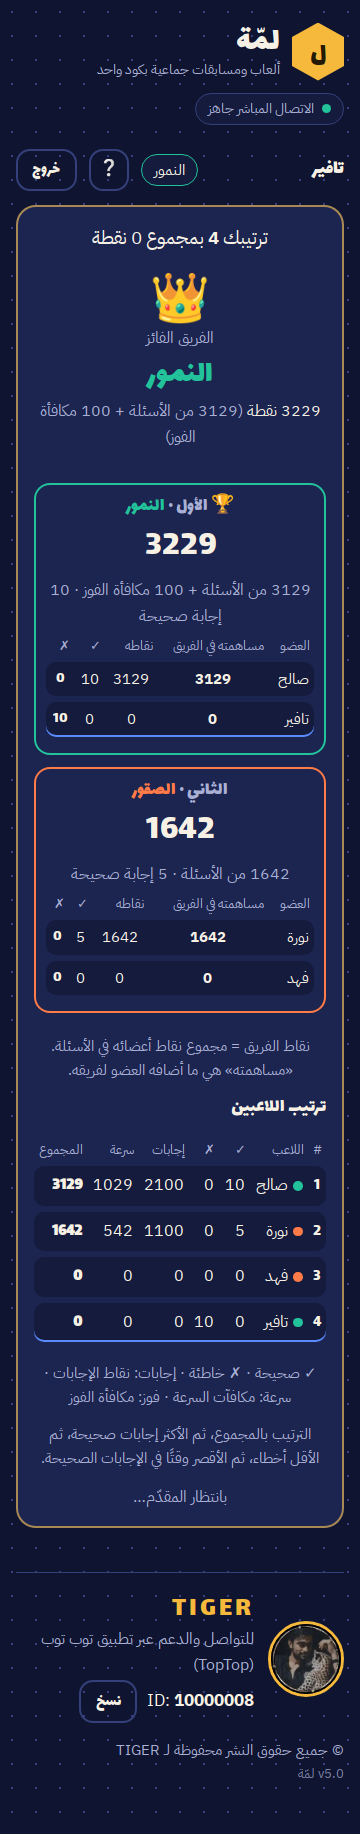 ل
لمّة
ألعاب ومسابقات جماعية بكود واحد
الاتصال المباشر جاهز
تافير
النمور
?
خروج
ترتيبك 4 بمجموع 0 نقطة
الفريق الفائز
النمور
3229 نقطة (3129 من الأسئلة + 100 مكافأة
الفوز)
الأول · النمور
3229
3129 من الأسئلة + 100 مكافأة الفوز · 10
إجابة صحيحة
العضو مساهمته في الفريق نقاطه ✓ ✗
صالح 3129 3129 10 0
تافير 0 0 0 10
الثاني · الصقور
1642
1642 من الأسئلة · 5 إجابة صحيحة
العضو مساهمته في الفريق نقاطه ✓ ✗
نورة 1642 1642 5 0
فهد 0 0 0 0
نقاط الفريق = مجموع نقاط أعضائه في الأسئلة.
«مساهمته» هي ما أضافه العضو لفريقه.
ترتيب اللاعبين
# اللاعب ✓ ✗ إجابات سرعة المجموع
1 صالح 10 0 2100 1029 3129
2 نورة 5 0 1100 542 1642
3 فهد 0 0 0 0 0
4 تافير 0 10 0 0 0
✓ صحيحة · ✗ خاطئة · إجابات: نقاط الإجابات ·
سرعة: مكافآت السرعة · فوز: مكافأة الفوز
الترتيب بالمجموع، ثم الأكثر إجابات صحيحة، ثم
الأقل أخطاء، ثم الأقصر وقتًا في الإجابات الصحيحة.
بانتظار المقدّم...
TIGER
للتواصل والدعم عبر تطبيق توب توب
(TopTop)
ID: 10000008
نسخ
© جميع حقوق النشر محفوظة لـ TIGER
لمّة v5.0